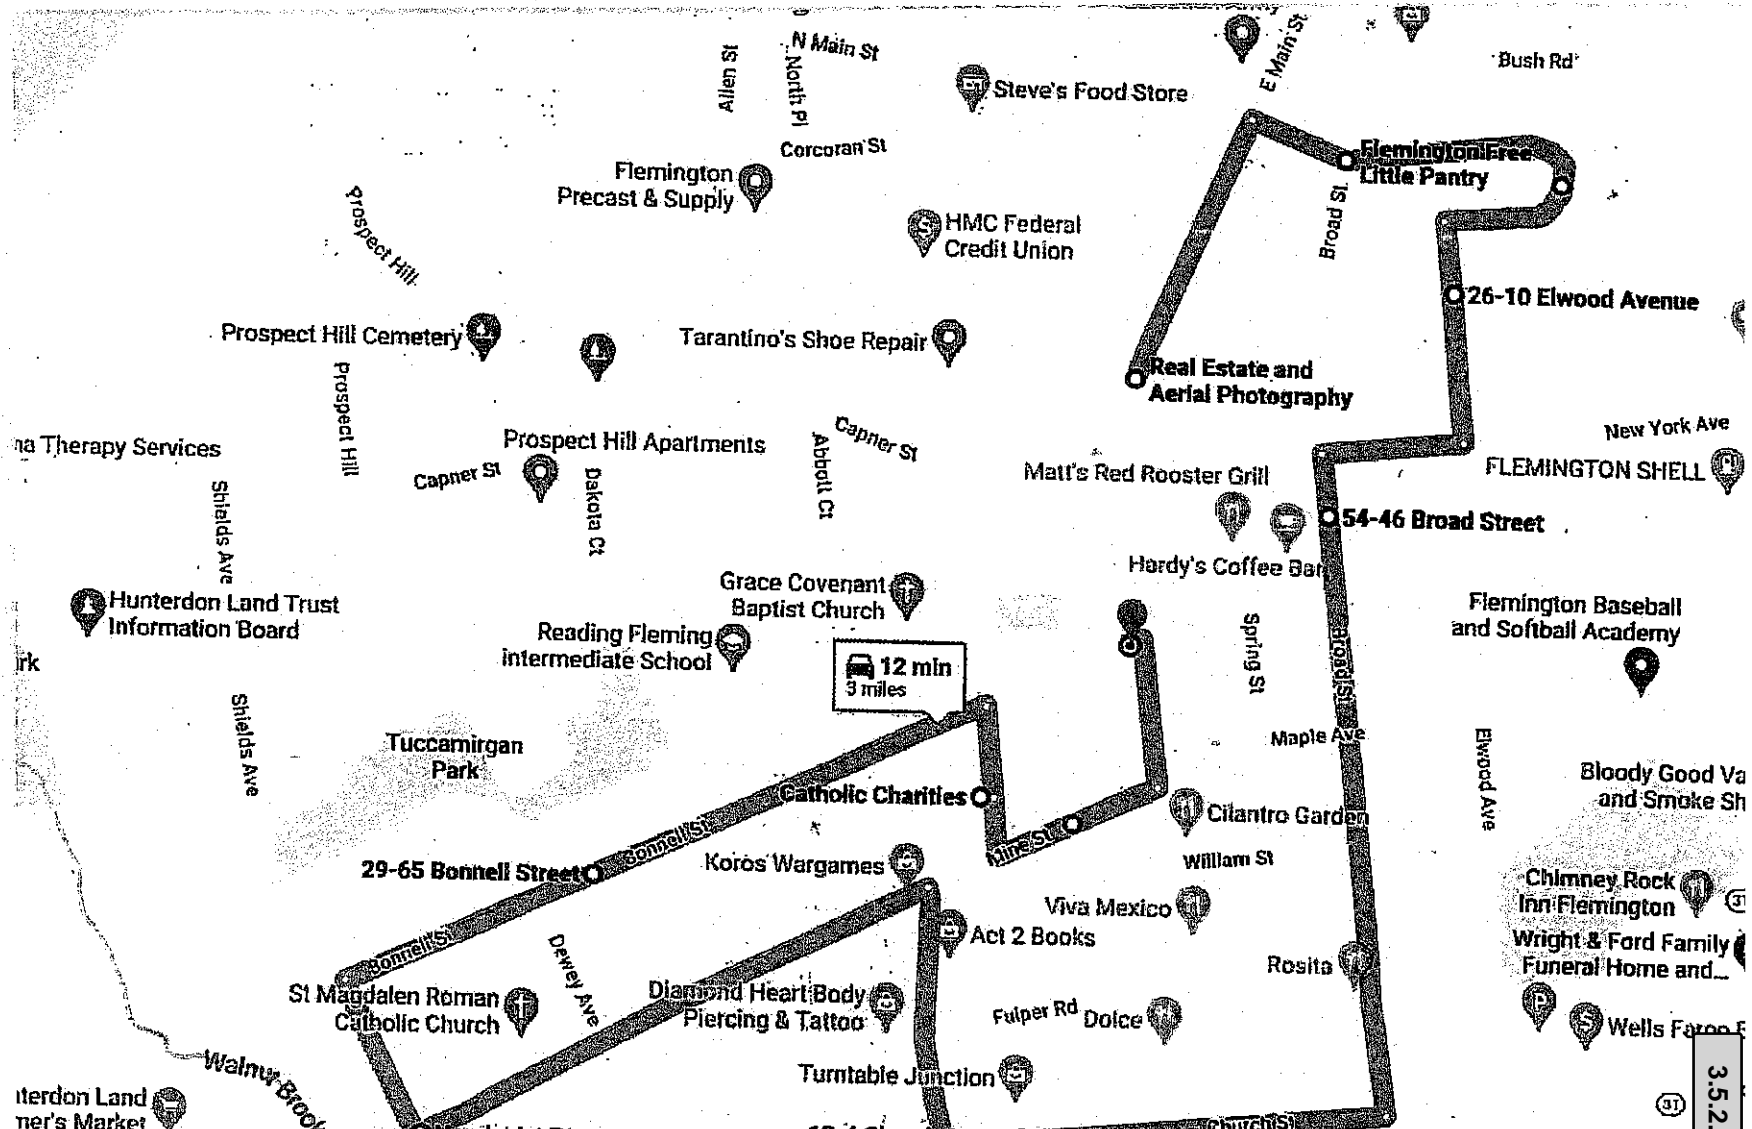 N Main St
Allen St
North Pl
E Main St
Bush Rd
Steve's Food Store
Corcoran St
Flemington
Precast & Supply
Flemington Free
Little Pantry
Broad St
Prospect Hill
HMC Federal
Credit Union
26-10 Elwood Avenue
Prospect Hill Cemetery
Tarantino's Shoe Repair
Real Estate and
Aerial Photography
Prospect Hill
na Therapy Services
Prospect Hill Apartments
Capner St
Capner St
Abbott Ct
Dakota Ct
Shields Ave
New York Ave
FLEMINGTON SHELL
Matt's Red Rooster Grill
54-46 Broad Street
Hardy's Coffee Bar
Grace Covenant
Baptist Church
Hunterdon Land Trust
Information Board
Reading Fleming
Intermediate School
Flemington Baseball
and Softball Academy
Spring St
Broad St
rk
12 min
3 miles
Shields Ave
Tuccamirgan
Park
Maple Ave
Elwood Ave
Bloody Good Va
and Smoke Sh
Catholic Charities
Cilantro Garden
Mine St
Bonnell St
29-65 Bonnell Street
Koros Wargames
William St
Viva Mexico
Chimney Rock
Inn Flemington
31
Act 2 Books
Bonnell St
Dewey Ave
Rosita
Wright & Ford Family
Funeral Home and...
St Magdalen Roman
Catholic Church
Diamond Heart Body
Piercing & Tattoo
Fulper Rd
Dolce
P
Wells Fargo
Walnut Brook
Turntable Junction
nterdon Land
ner's Market
Church St
31
3.5.2.